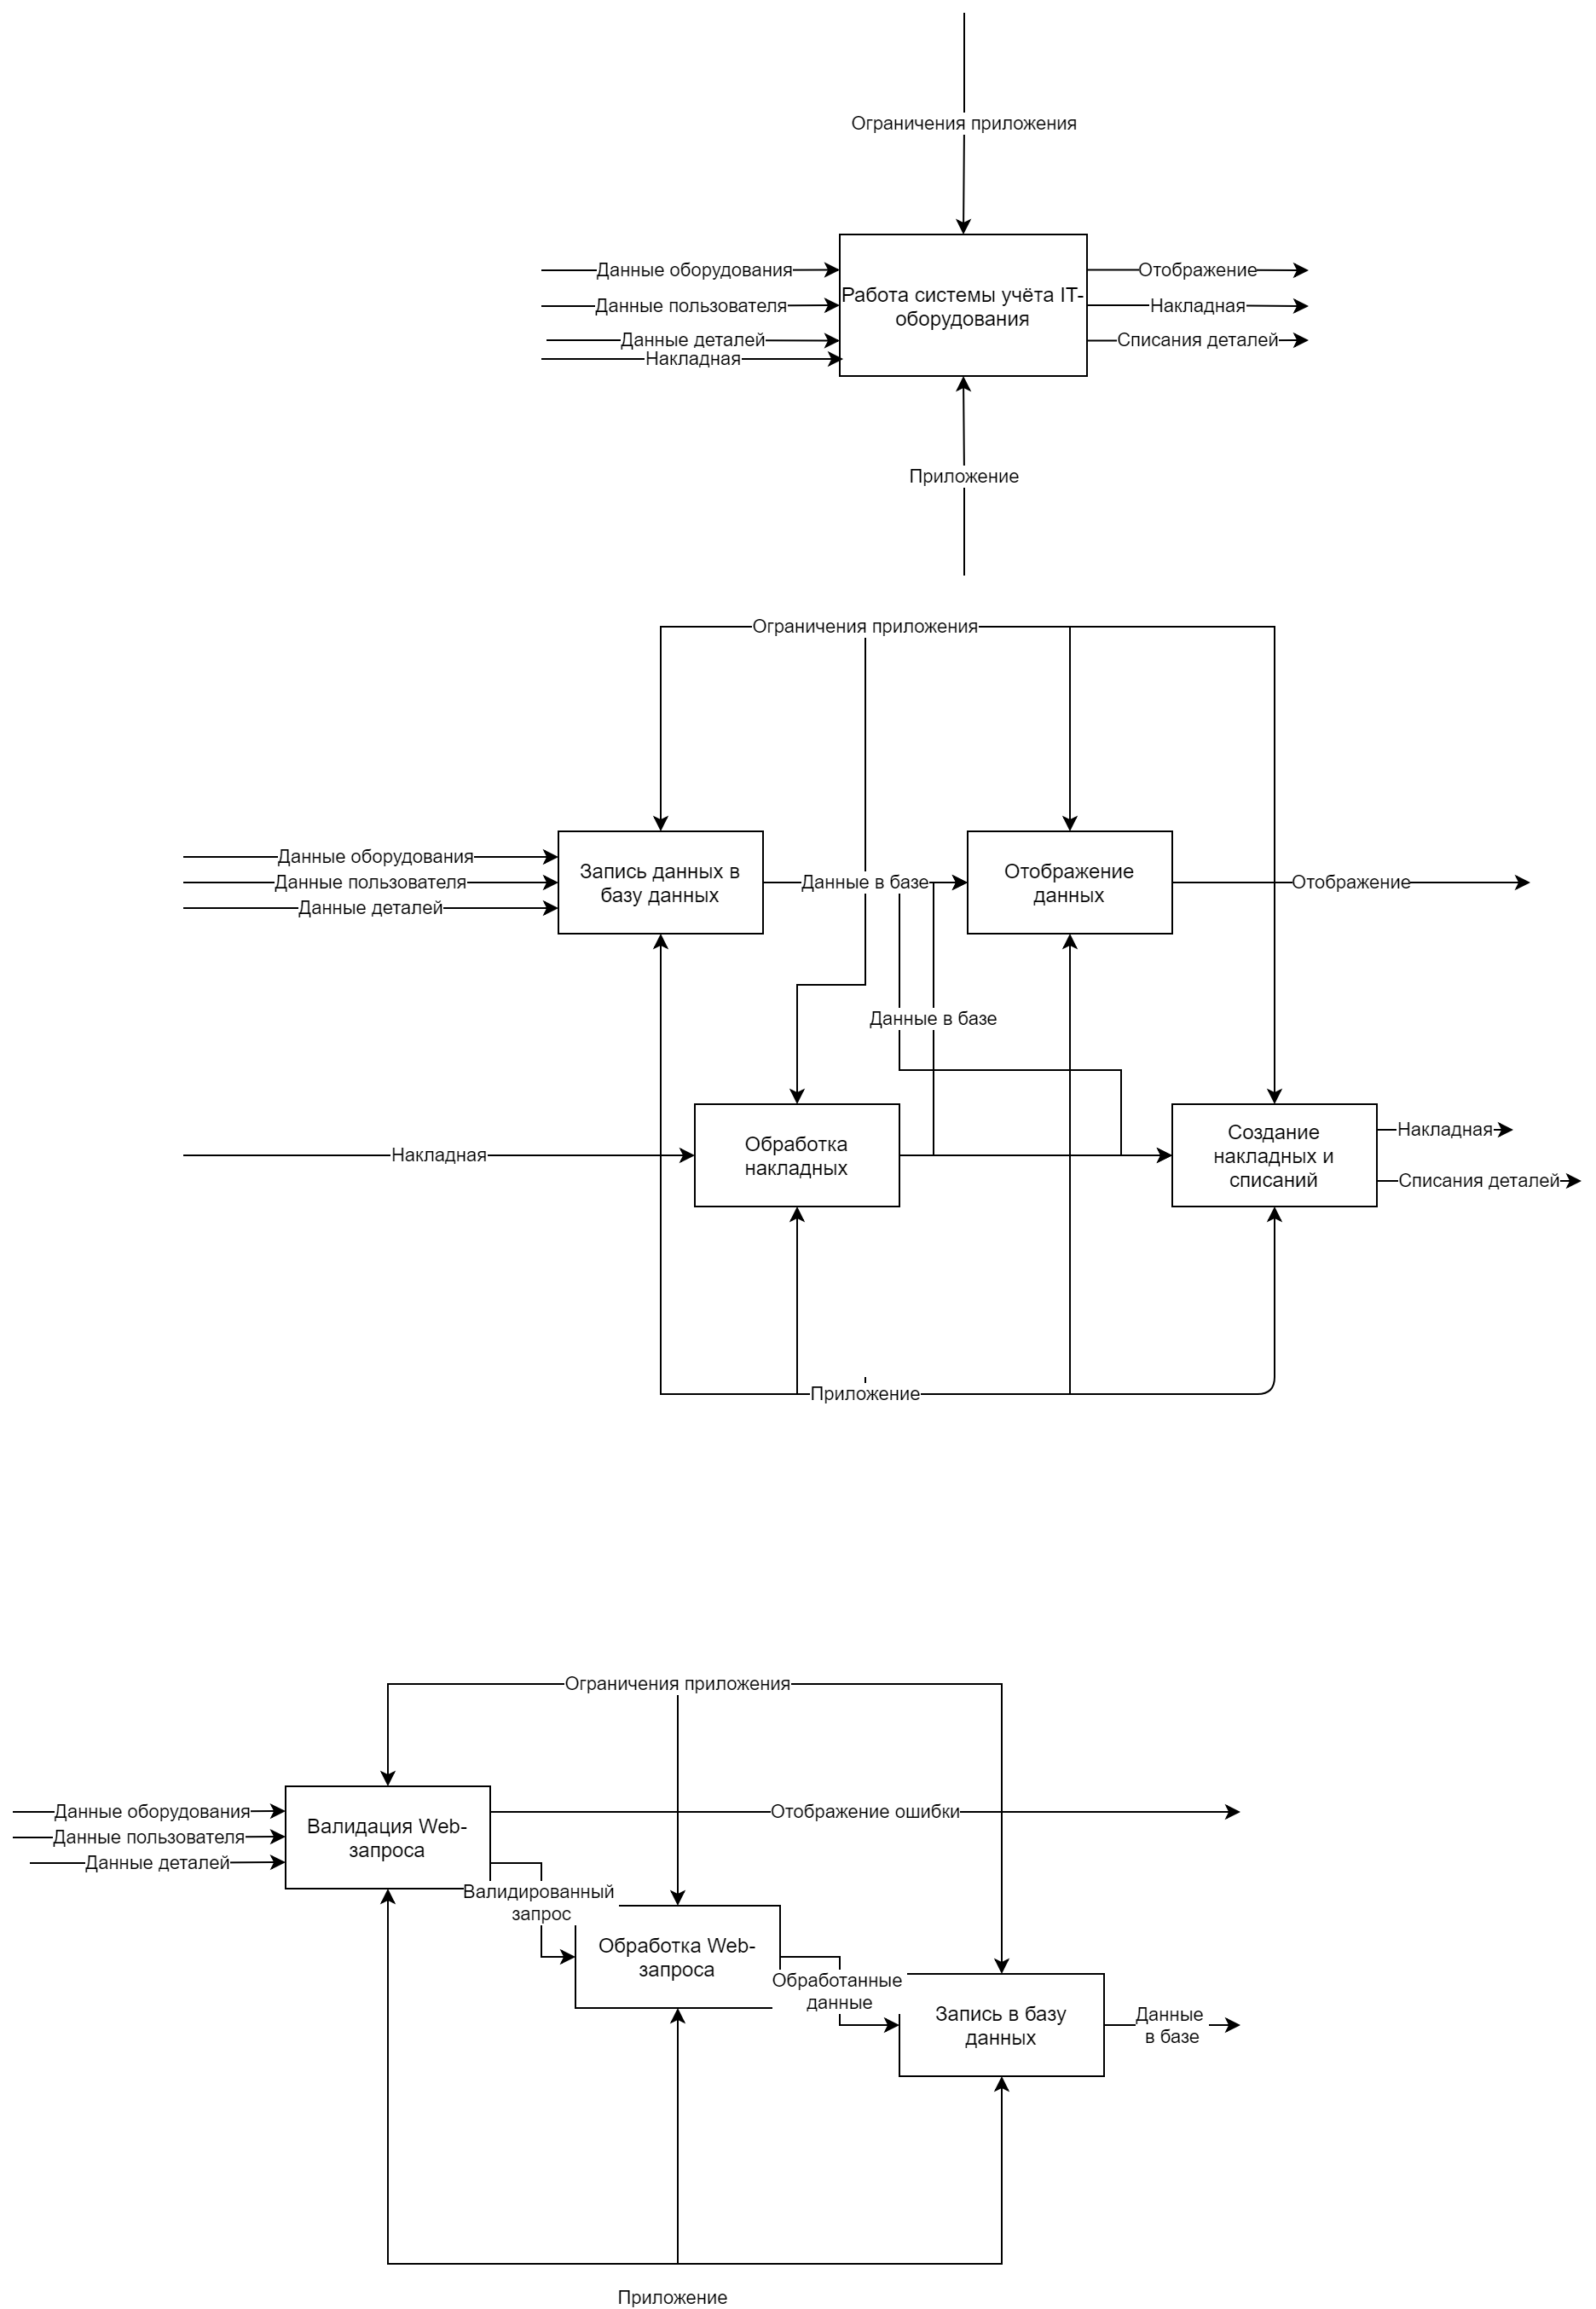 Ограничения приложения
Данные оборудования
Отображение
Данные пользователя
Работа системы учёта IT-
оборудования
Накладная
Данные деталей
Списания деталей
Накладная
Приложение
Ограничения приложения
Данные оборудования
Данные пользователя
Данные деталей
Запись данных в
базу данных
Данные в базе
Отображение
данных
Отображение
Данные в базе
Накладная
Обработка
накладных
Создание
накладных и
списаний
Накладная
Списания деталей
Приложение
Ограничения приложения
Данные оборудования
Данные пользователя
Данные деталей
Валидация Web-
запроса
Отображение ошибки
Валидированный
запрос
Обработка Web-
запроса
Обработанные
данные
Запись в базу
данных
Данные
в базе
Приложение